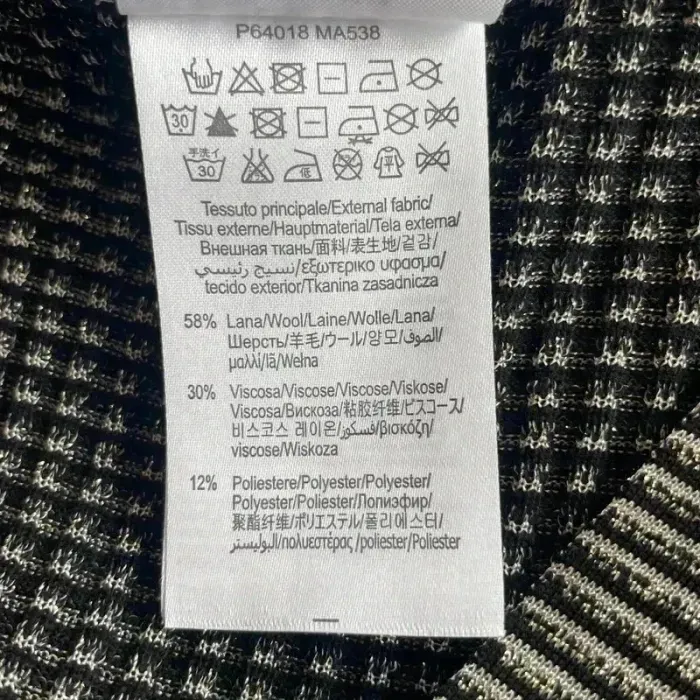 P64018 MA538
30
手洗イ
30
低
平
Tessuto principale/External fabric/
Tissu externe/Hauptmaterial/Tela externa/
Внешная ткань/面料/表生地/겉감/
نسيج رئيسي/εξωτερικο υφασμα/
tecido exterior/Tkanina zasadnicza
58% Lana/Wool/Laine/Wolle/Lana/
Шерсть/羊毛/ウール/양모/الصوف/
μαλλί/lã/Wełna
30% Viscosa/Viscose/Viscose/Viskose/
Viscosa/Вискоза/粘胶纤维/ビスコース/
비스코스 레이온/فسكوز/βισκόζη/
viscose/Wiskoza
12% Poliestere/Polyester/Polyester/
Polyester/Poliester/Полиэфир/
聚酯纤维/ポリエステル/폴리에스터/
البوليستر/πολυεστέρας/poliester/Poliester